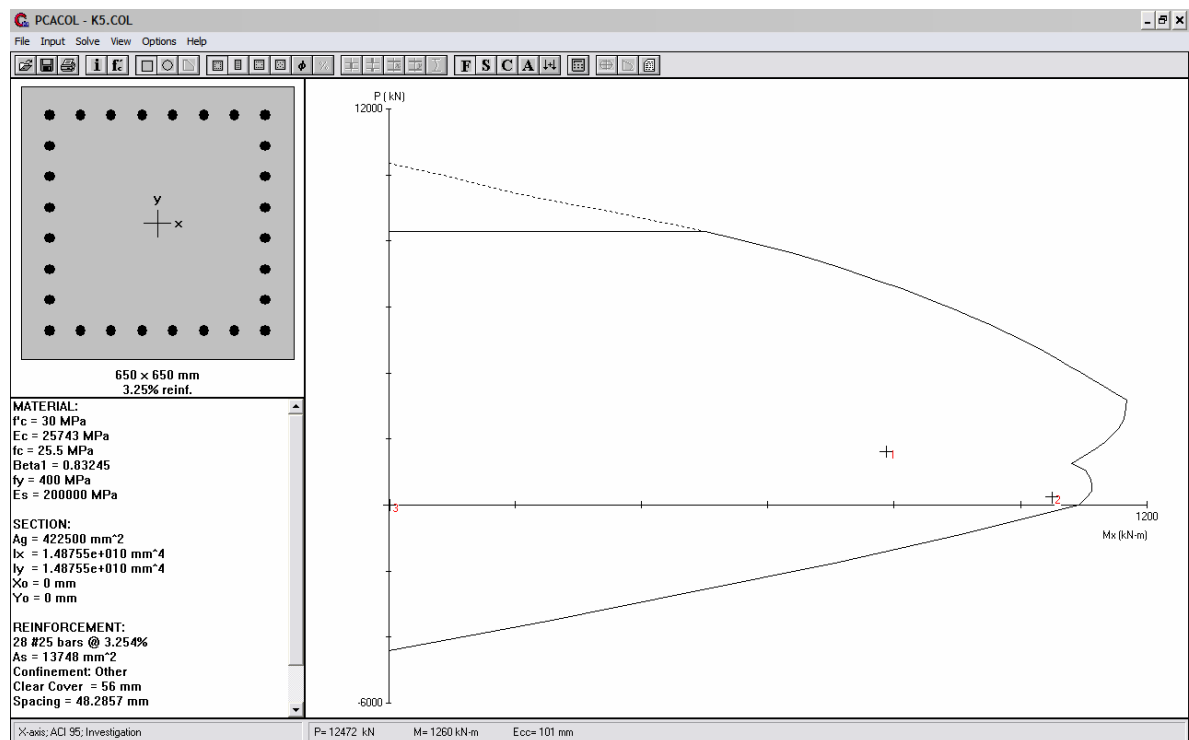 PCACOL - K5.COL
File Input Solve View Options Help
P ( kN)
12000
y
x
650 x 650 mm
3.25% reinf.
MATERIAL:
f'c = 30 MPa
Ec = 25743 MPa
fc = 25.5 MPa
Beta1 = 0.83245
fy = 400 MPa
Es = 200000 MPa
SECTION:
Ag = 422500 mm^2
Ix = 1.48755e+010 mm^4
Iy = 1.48755e+010 mm^4
Xo = 0 mm
Yo = 0 mm
REINFORCEMENT:
28 #25 bars @ 3.254%
As = 13748 mm^2
Confinement: Other
Clear Cover = 56 mm
Spacing = 48.2857 mm
1
2
3
1200
Mx (kN-m)
-6000
X-axis; ACI 95; Investigation
P= 12472 kN M= 1260 kN-m Ecc= 101 mm